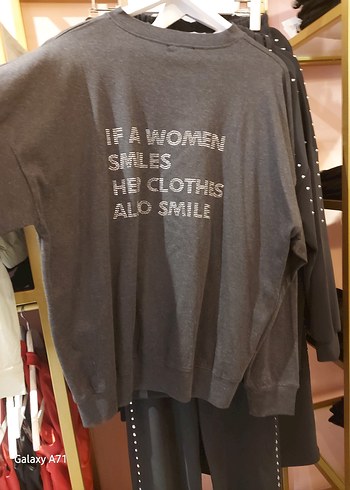 IF A WOMEN
SMILES
HER CLOTHES
ALO SMILE
Galaxy A71